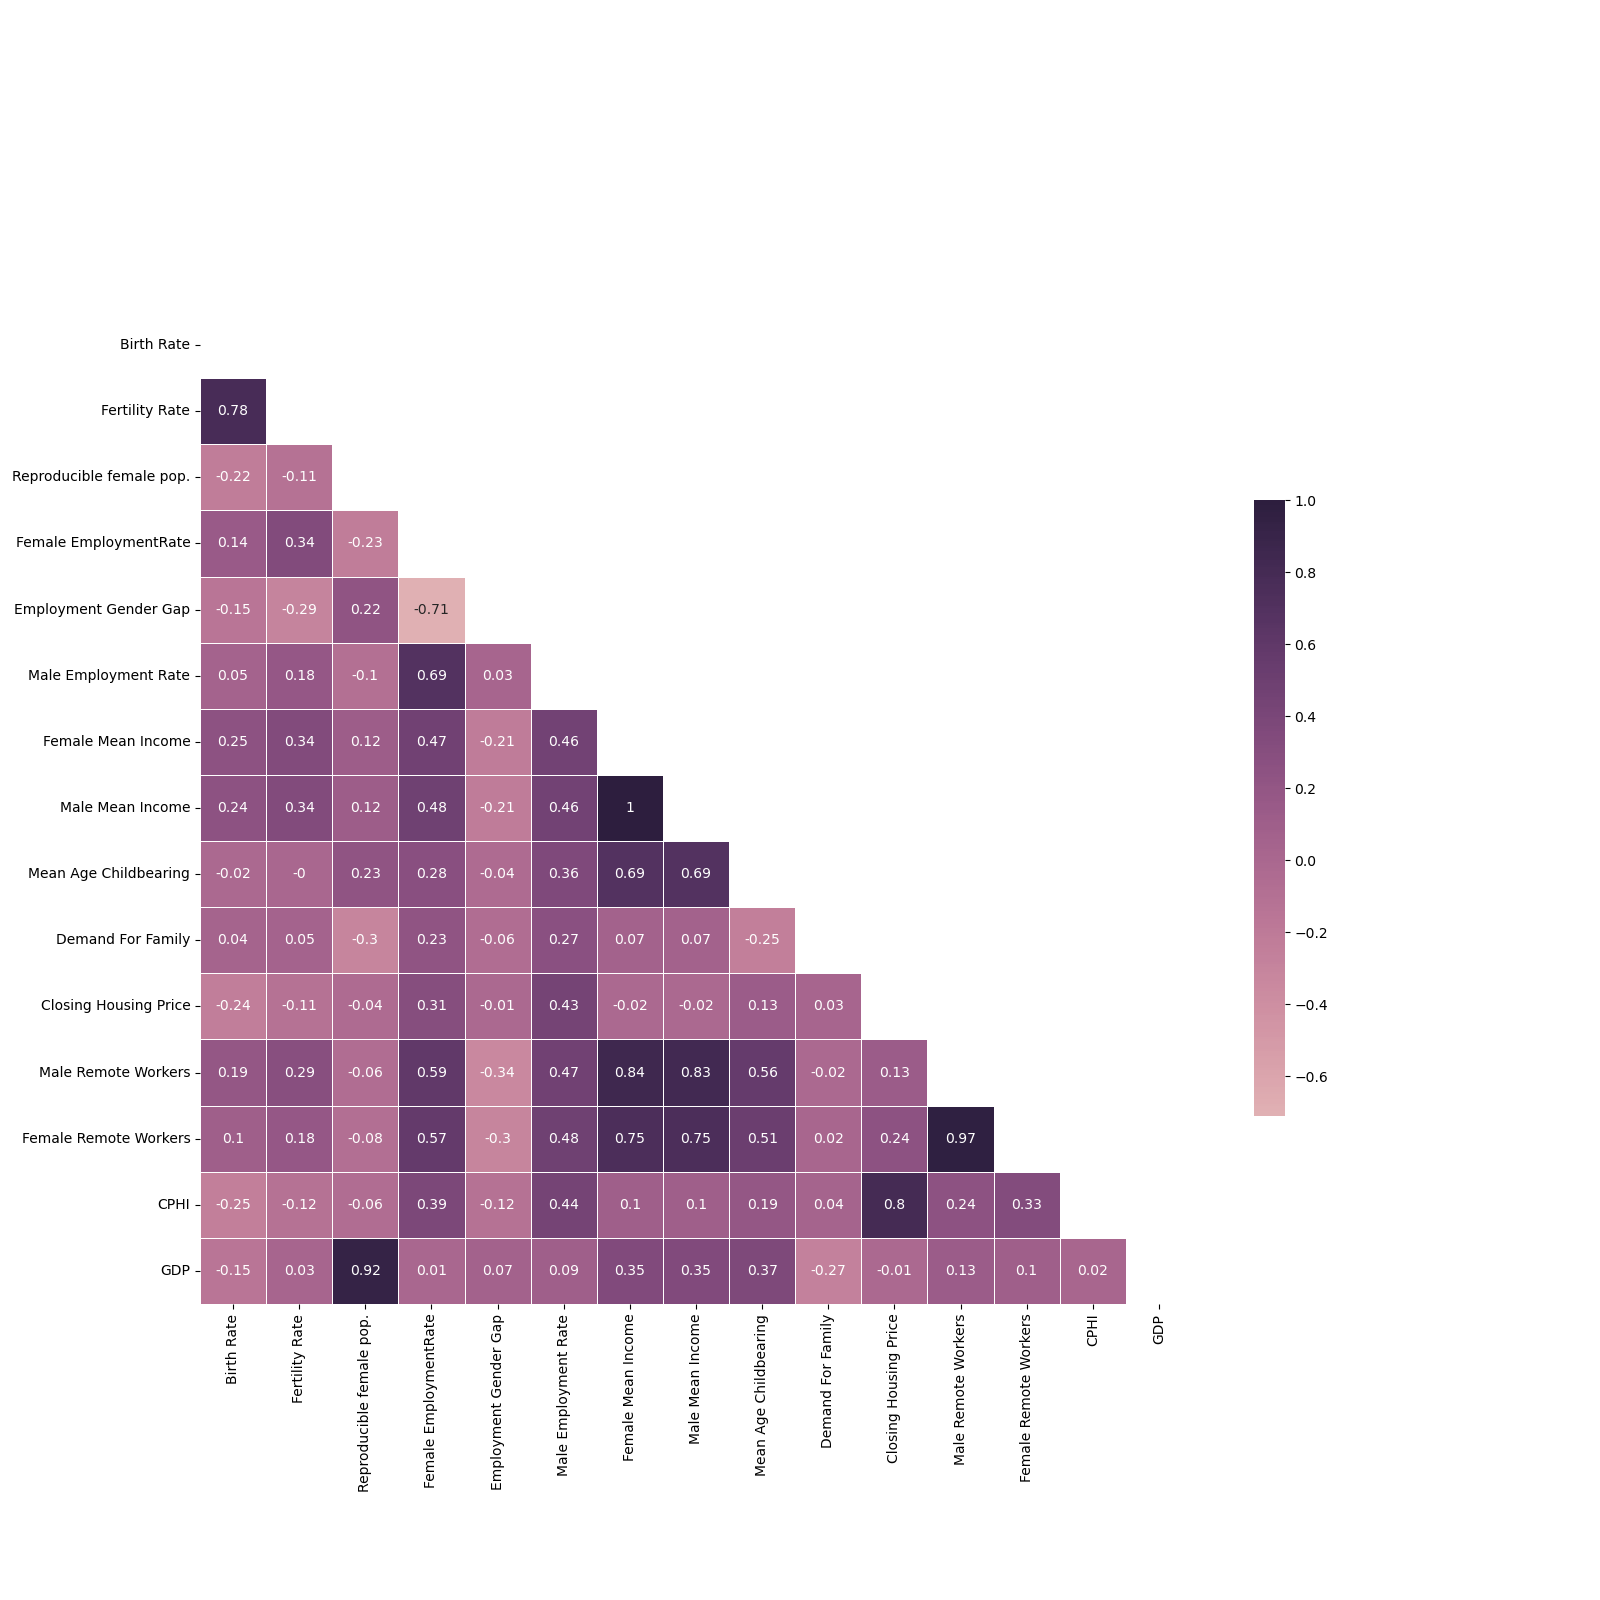 Birth Rate
Fertility Rate 0.78
Reproducible female pop. -0.22 -0.11
Female EmploymentRate 0.14 0.34 -0.23
Employment Gender Gap -0.15 -0.29 0.22 -0.71
Male Employment Rate 0.05 0.18 -0.1 0.69 0.03
Female Mean Income 0.25 0.34 0.12 0.47 -0.21 0.46
Male Mean Income 0.24 0.34 0.12 0.48 -0.21 0.46 1
Mean Age Childbearing -0.02 -0 0.23 0.28 -0.04 0.36 0.69 0.69
Demand For Family 0.04 0.05 -0.3 0.23 -0.06 0.27 0.07 0.07 -0.25
Closing Housing Price -0.24 -0.11 -0.04 0.31 -0.01 0.43 -0.02 -0.02 0.13 0.03
Male Remote Workers 0.19 0.29 -0.06 0.59 -0.34 0.47 0.84 0.83 0.56 -0.02 0.13
Female Remote Workers 0.1 0.18 -0.08 0.57 -0.3 0.48 0.75 0.75 0.51 0.02 0.24 0.97
CPHI -0.25 -0.12 -0.06 0.39 -0.12 0.44 0.1 0.1 0.19 0.04 0.8 0.24 0.33
GDP -0.15 0.03 0.92 0.01 0.07 0.09 0.35 0.35 0.37 -0.27 -0.01 0.13 0.1 0.02
Birth Rate
Fertility Rate
Reproducible female pop.
Female EmploymentRate
Employment Gender Gap
Male Employment Rate
Female Mean Income
Male Mean Income
Mean Age Childbearing
Demand For Family
Closing Housing Price
Male Remote Workers
Female Remote Workers
CPHI
GDP
1.0
0.8
0.6
0.4
0.2
0.0
−0.2
−0.4
−0.6